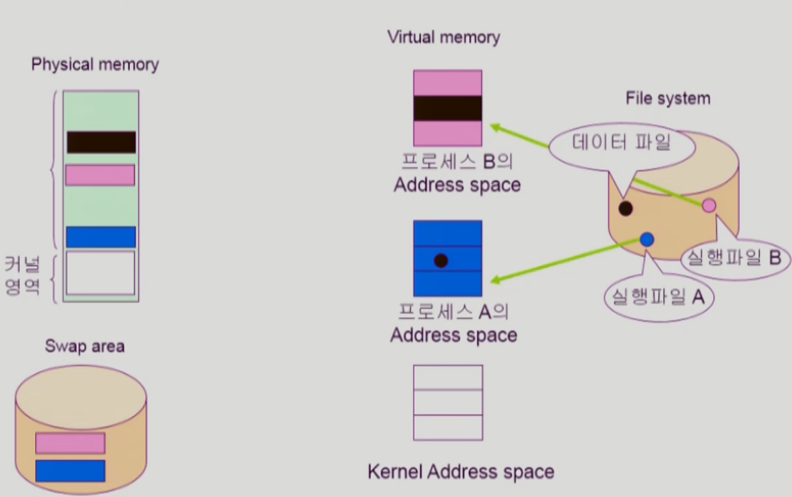 Virtual memory
Physical memory
File system
데이터 파일
프로세스 B의
Address space
실행파일 B
커널
영역
실행파일 A
프로세스 A의
Address space
Swap area
Kernel Address space